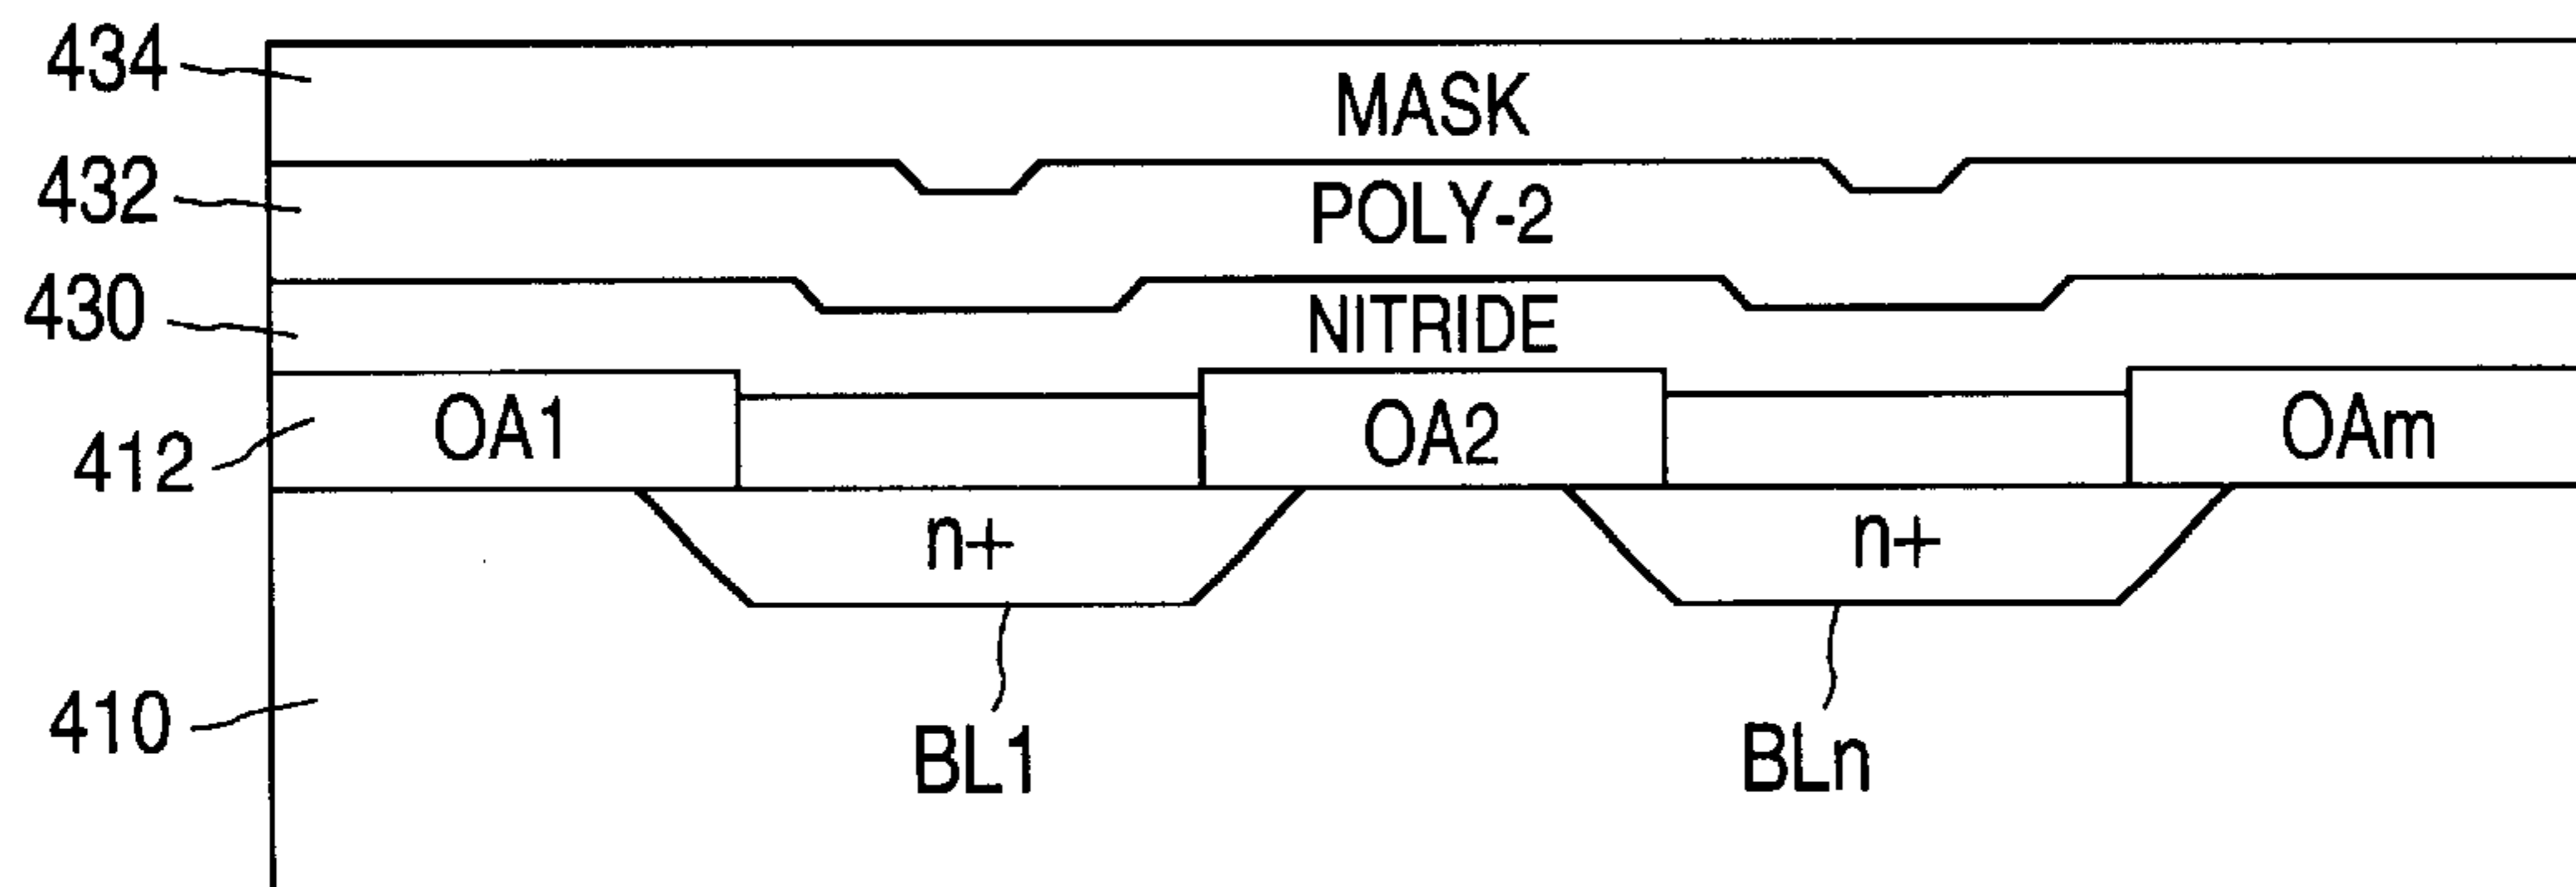 434
MASK
432
POLY-2
430
NITRIDE
412
OA1
OA2
OAm
n+
n+
410
BL1
BLn